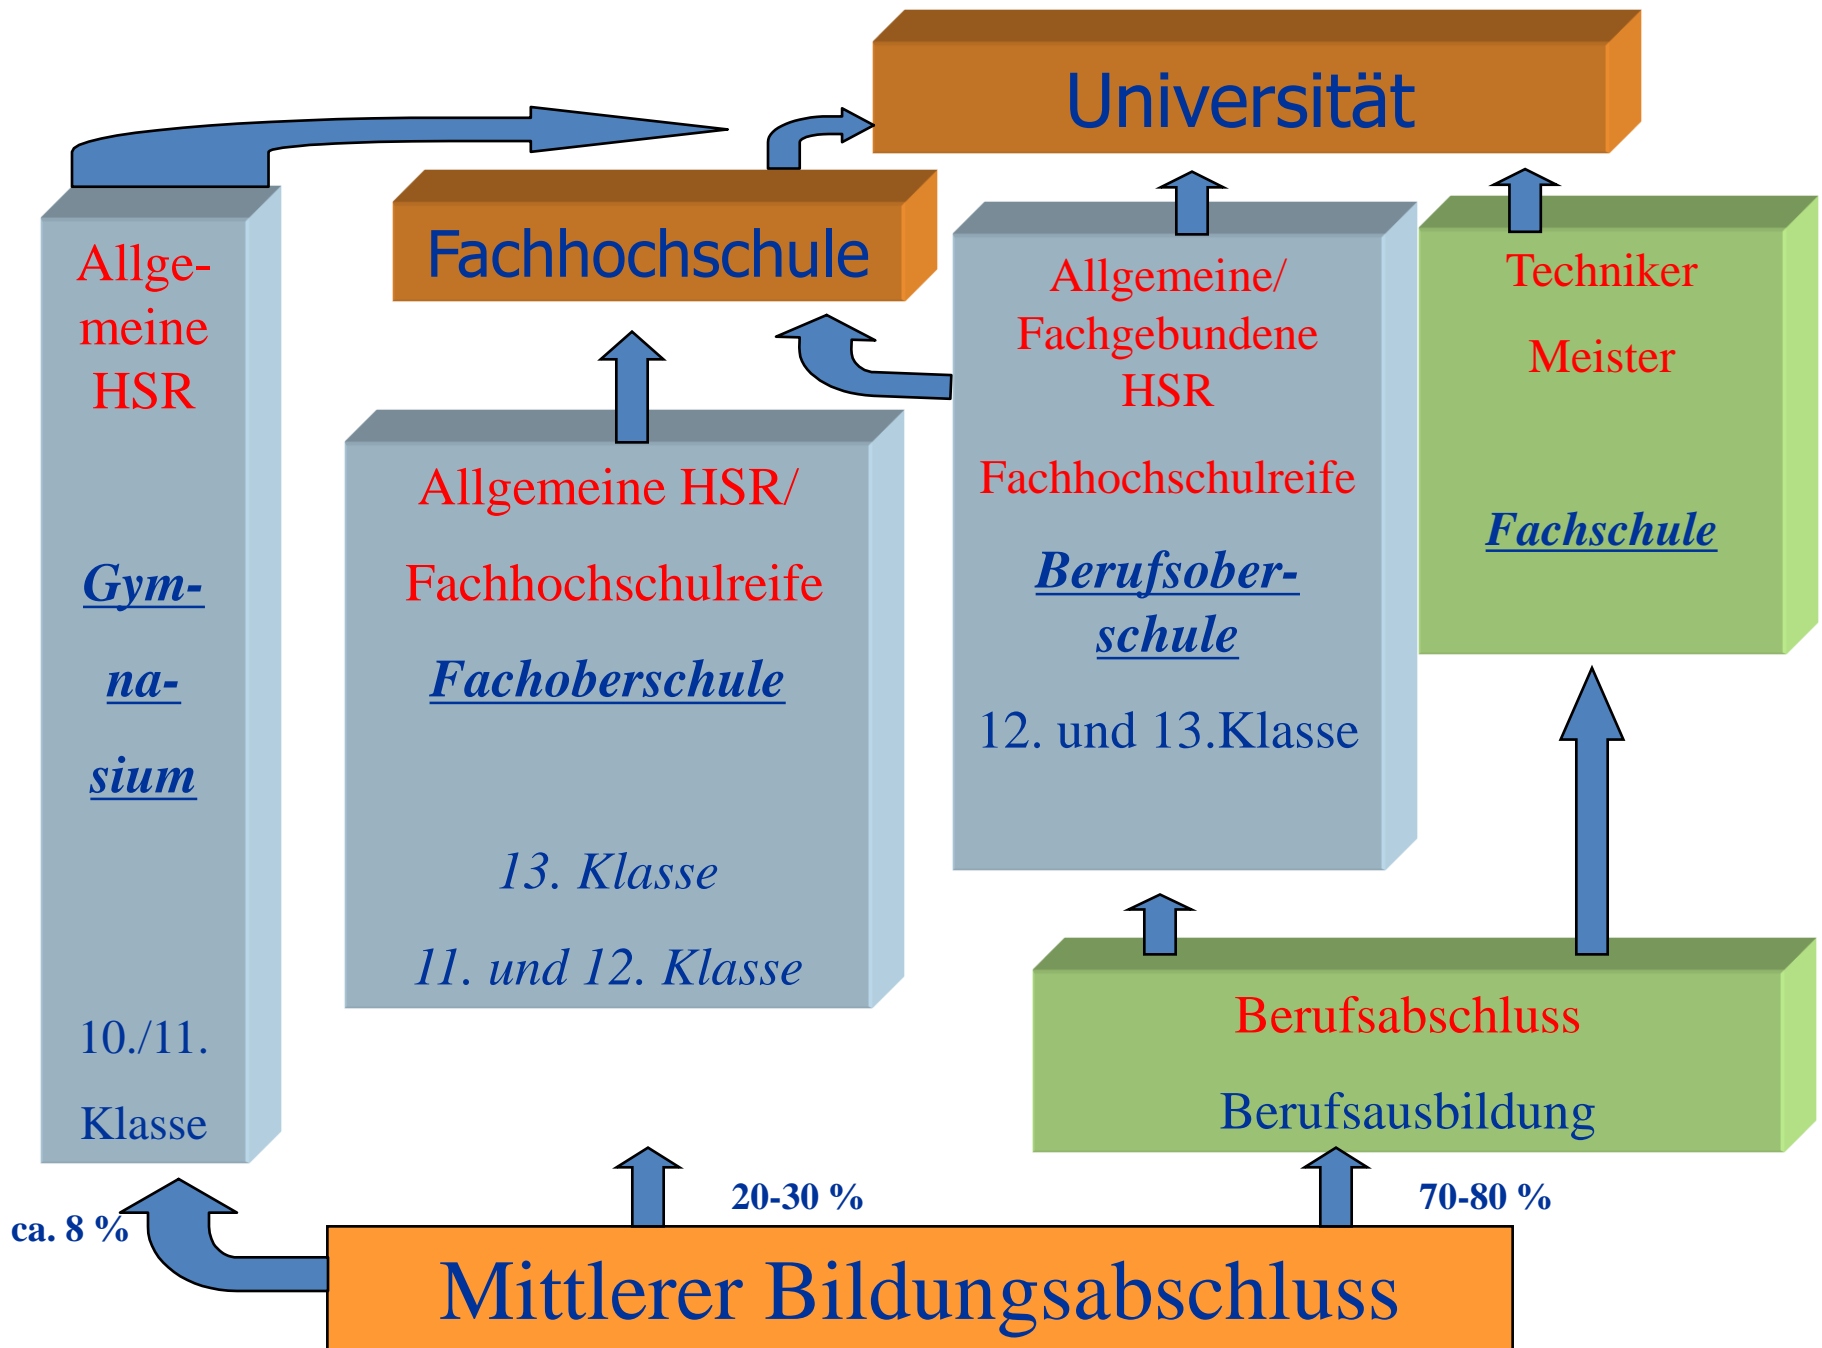 Universität
Fachhochschule
Allge-
meine
HSR
Gym-
na-
sium
10./11.
Klasse
Allgemeine HSR/
Fachhochschulreife
Fachoberschule
13. Klasse
11. und 12. Klasse
Allgemeine/
Fachgebundene
HSR
Fachhochschulreife
Berufsober-
schule
12. und 13.Klasse
Techniker
Meister
Fachschule
Berufsabschluss
Berufsausbildung
ca. 8 %
20-30 %
70-80 %
Mittlerer Bildungsabschluss